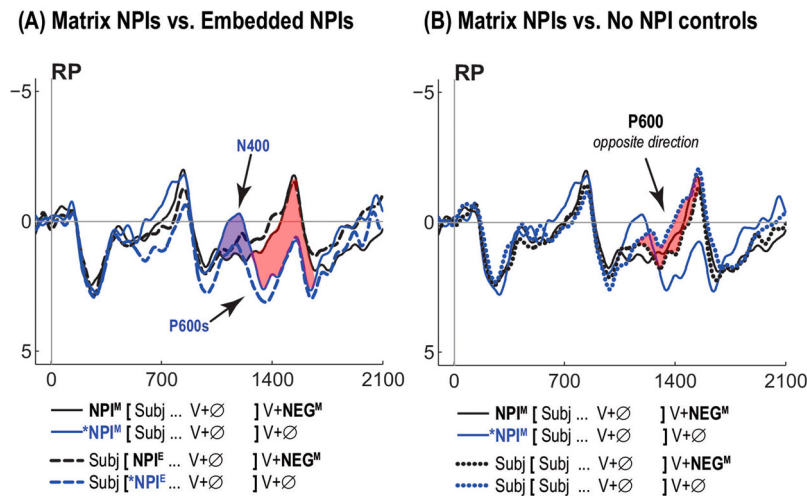 (A) Matrix NPIs vs. Embedded NPIs
RP
−5
0
5
N400
P600s
0 700 1400 2100
NPIᴹ [ Subj ... V+∅ ] V+NEGᴹ
*NPIᴹ [ Subj ... V+∅ ] V+∅
Subj [ NPIᴱ ... V+∅ ] V+NEGᴹ
Subj [*NPIᴱ ... V+∅ ] V+∅
(B) Matrix NPIs vs. No NPI controls
RP
−5
0
5
P600
opposite direction
0 700 1400 2100
NPIᴹ [ Subj ... V+∅ ] V+NEGᴹ
*NPIᴹ [ Subj ... V+∅ ] V+∅
Subj [ Subj ... V+∅ ] V+NEGᴹ
Subj [ Subj ... V+∅ ] V+∅